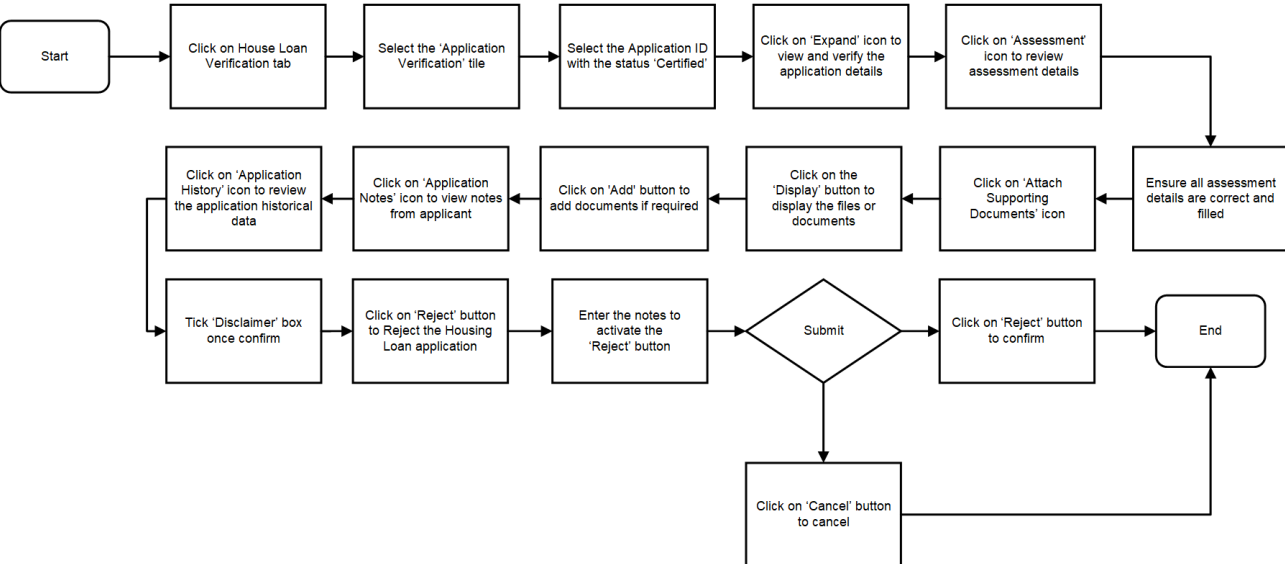 Start
Click on House Loan
Verification tab
Select the ‘Application
Verification’ tile
Select the Application ID
with the status ‘Certified’
Click on ‘Expand’ icon to
view and verify the
application details
Click on ‘Assessment’
icon to review
assessment details
Ensure all assessment
details are correct and
filled
Click on ‘Attach
Supporting
Documents’ icon
Click on the
‘Display’ button to
display the files or
documents
Click on 'Add' button to
add documents if required
Click on ‘Application
Notes’ icon to view notes
from applicant
Click on ‘Application
History’ icon to review
the application historical
data
Tick ‘Disclaimer’ box
once confirm
Click on ‘Reject’ button
to Reject the Housing
Loan application
Enter the notes to
activate the
‘Reject’ button
Submit
Click on ‘Reject’ button
to confirm
End
Click on ‘Cancel’ button
to cancel